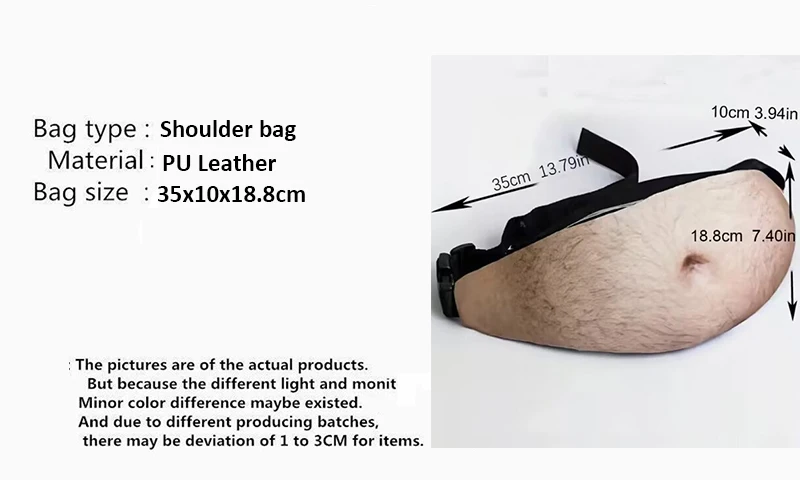 Bag type : Shoulder bag
Material : PU Leather
Bag size : 35x10x18.8cm
10cm 3.94in
35cm 13.79in
18.8cm 7.40in
: The pictures are of the actual products.
But because the different light and monit
Minor color difference maybe existed.
And due to different producing batches,
there may be deviation of 1 to 3CM for items.